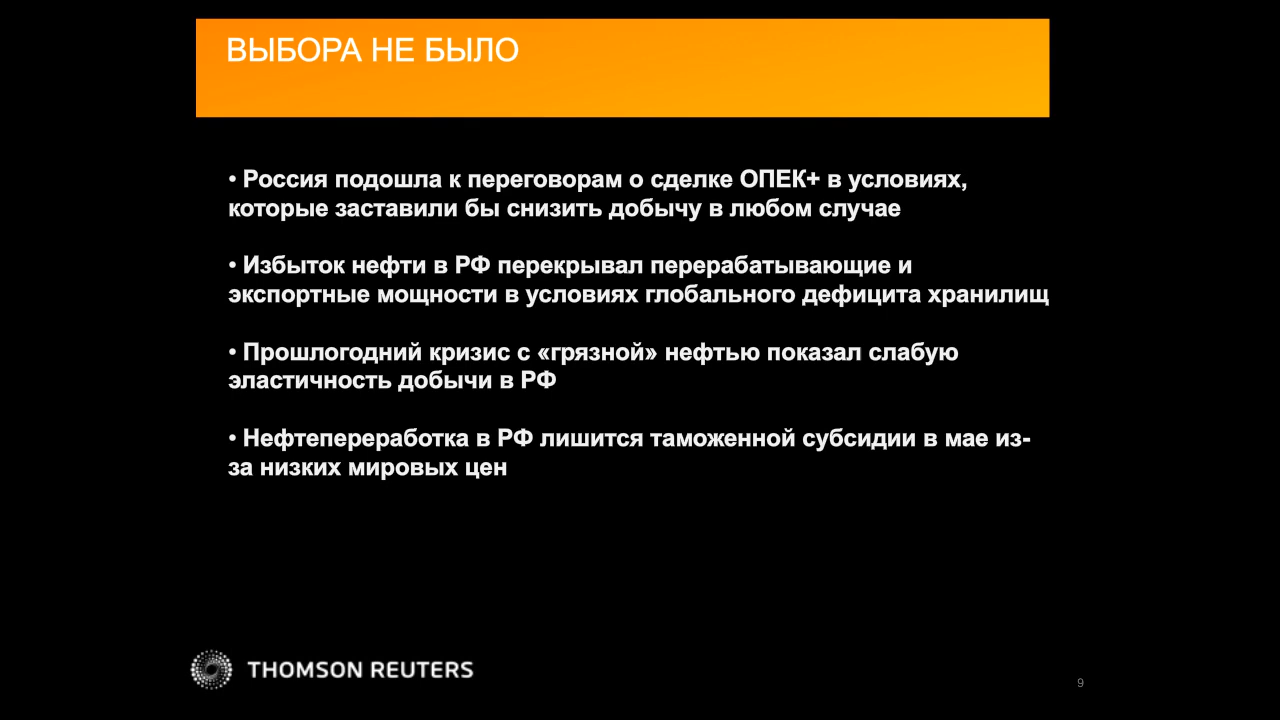 ВЫБОРА НЕ БЫЛО
• Россия подошла к переговорам о сделке ОПЕК+ в условиях,
которые заставили бы снизить добычу в любом случае
• Избыток нефти в РФ перекрывал перерабатывающие и
экспортные мощности в условиях глобального дефицита хранилищ
• Прошлогодний кризис с «грязной» нефтью показал слабую
эластичность добычи в РФ
• Нефтепереработка в РФ лишится таможенной субсидии в мае из-
за низких мировых цен
THOMSON REUTERS
9